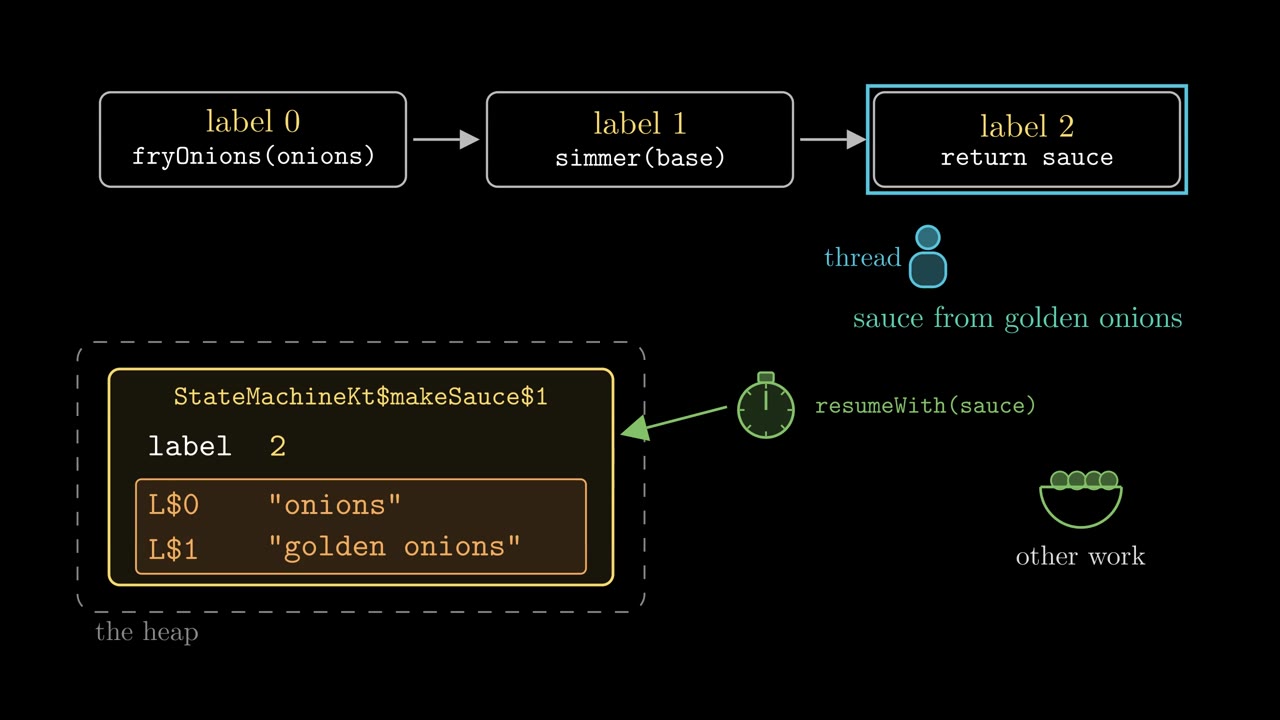 label 0
fryOnions(onions)
label 1
simmer(base)
label 2
return sauce
thread
sauce from golden onions
StateMachineKt$makeSauce$1
label 2
L$0 "onions"
L$1 "golden onions"
resumeWith(sauce)
other work
the heap